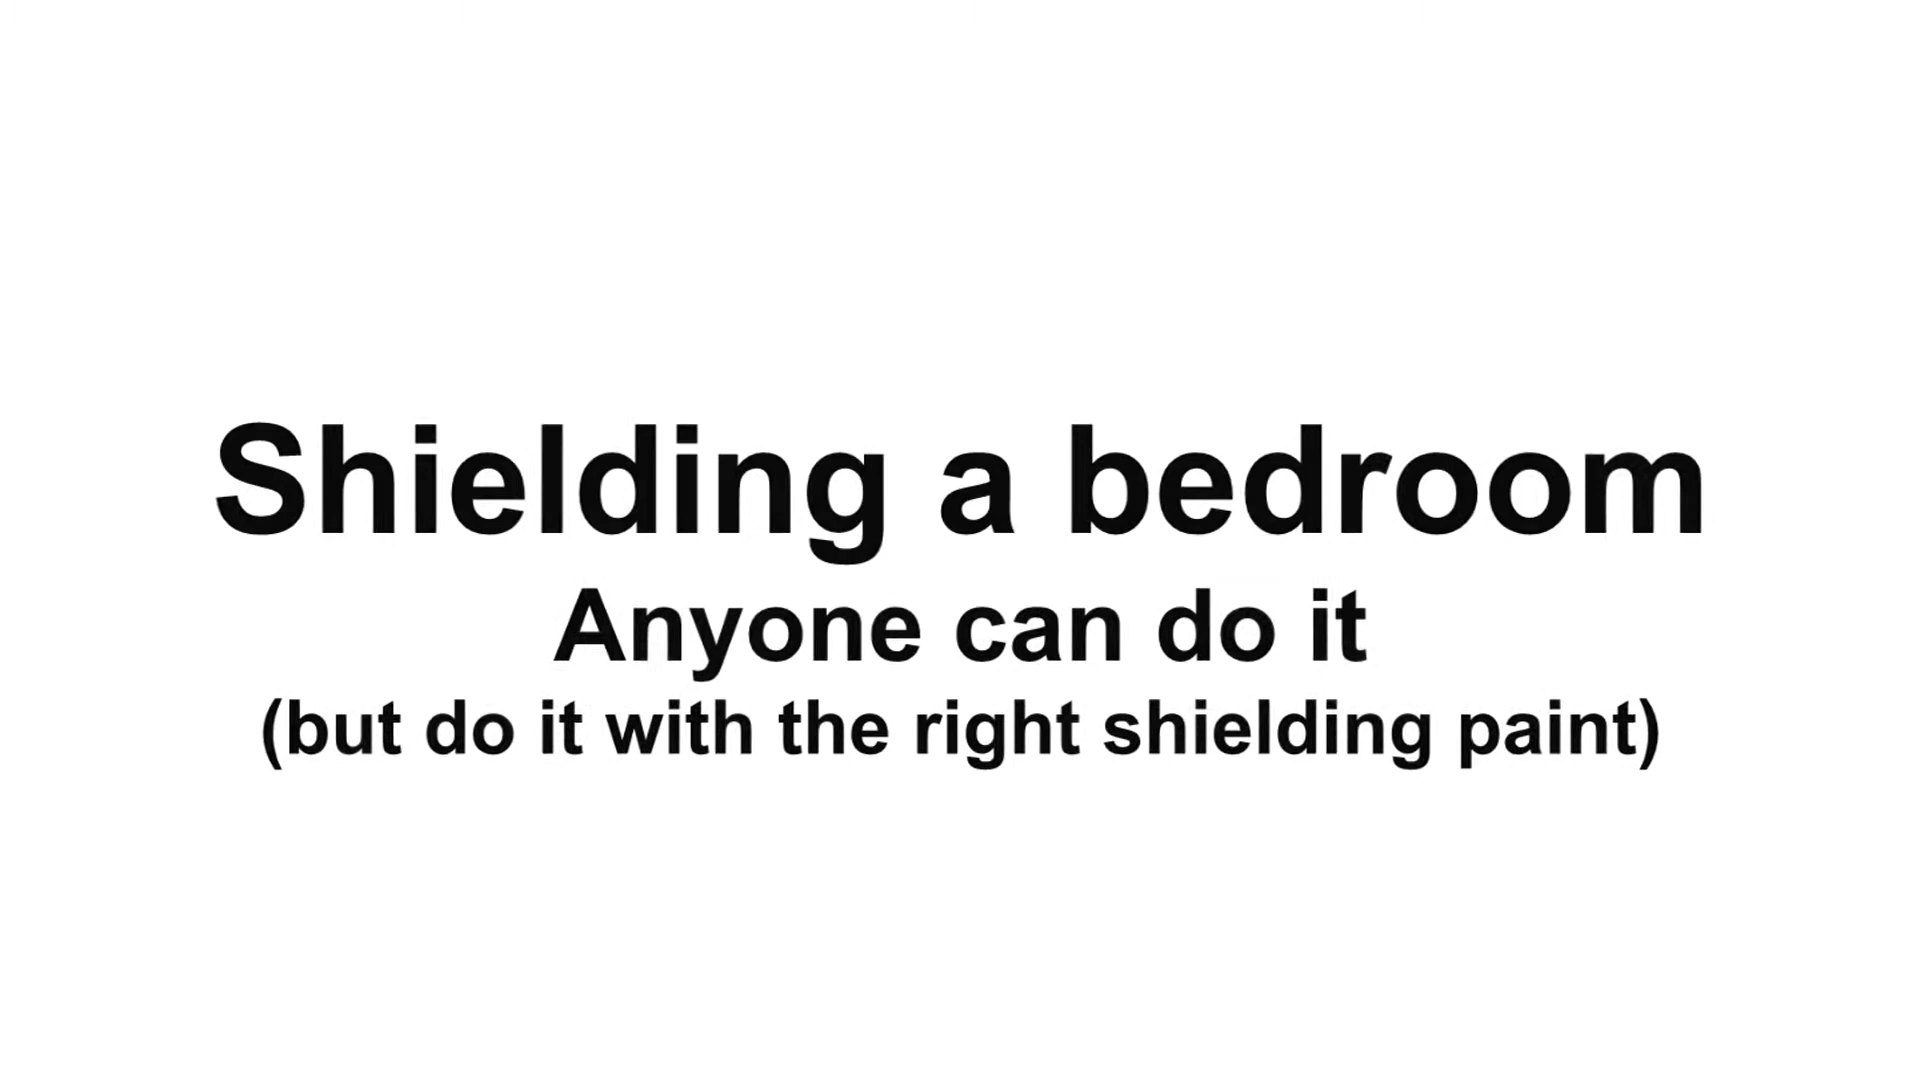 Shielding a bedroom
Anyone can do it
(but do it with the right shielding paint)